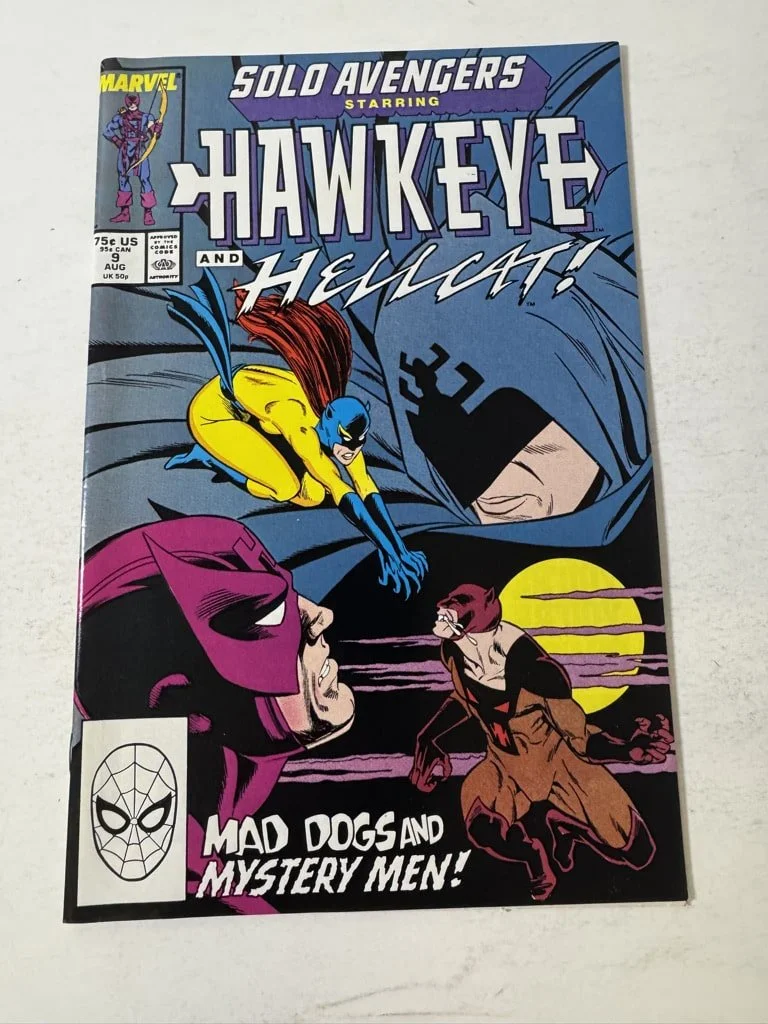 MARVEL
SOLO AVENGERS
STARRING
HAWKEYE
75¢ US
95¢ CAN
9
AUG
UK 50p
APPROVED
BY THE
COMICS
CODE
AUTHORITY
AND
HELLCAT!
MAD DOGS AND
MYSTERY MEN!